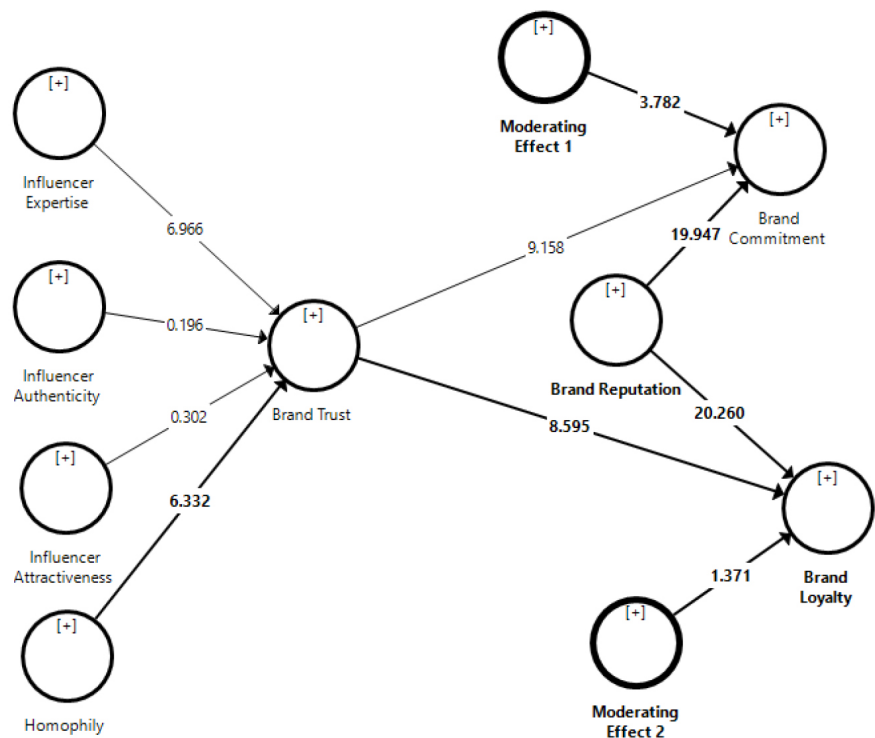 [+]
Moderating
Effect 1
3.782
[+]
Brand
Commitment
[+]
Influencer
Expertise
6.966
9.158
19.947
[+]
Influencer
Authenticity
0.196
[+]
Brand Trust
[+]
Brand Reputation
0.302
8.595
20.260
[+]
Influencer
Attractiveness
6.332
[+]
Brand
Loyalty
1.371
[+]
Homophily
[+]
Moderating
Effect 2